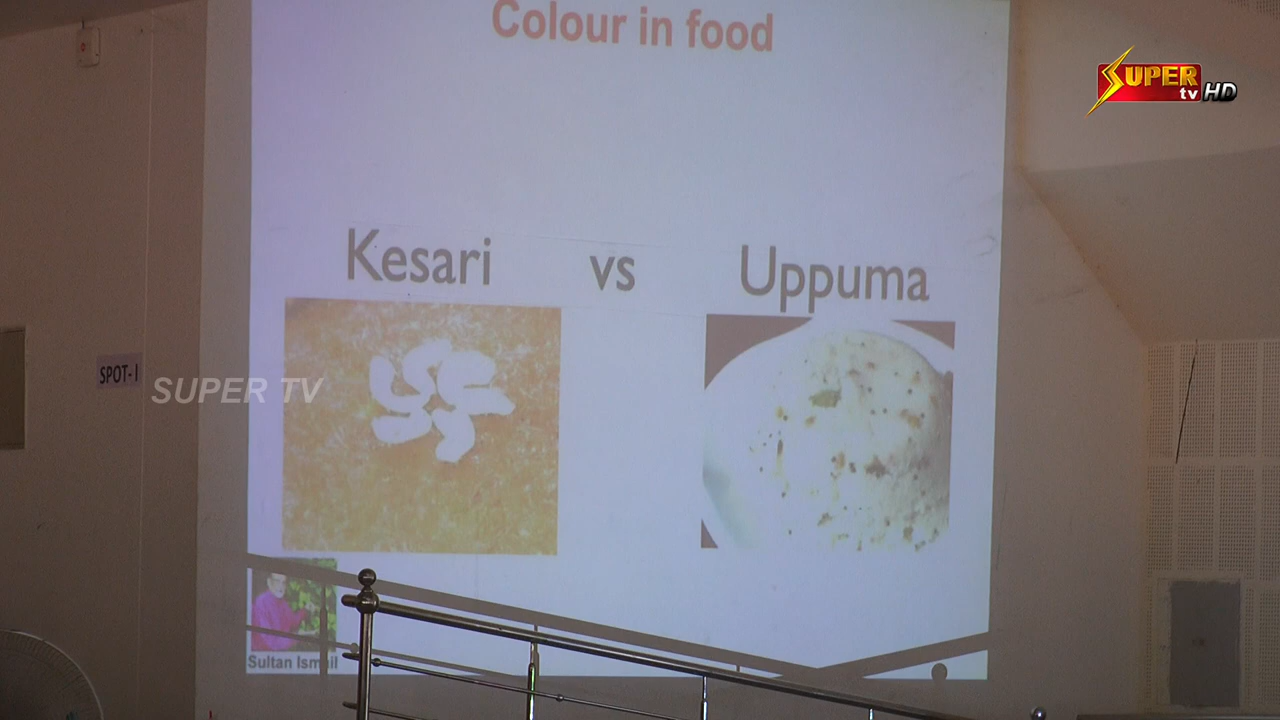 Colour in food
SUPER
tv HD
Kesari vs Uppuma
SPOT-1
SUPER TV
Sultan Ismail